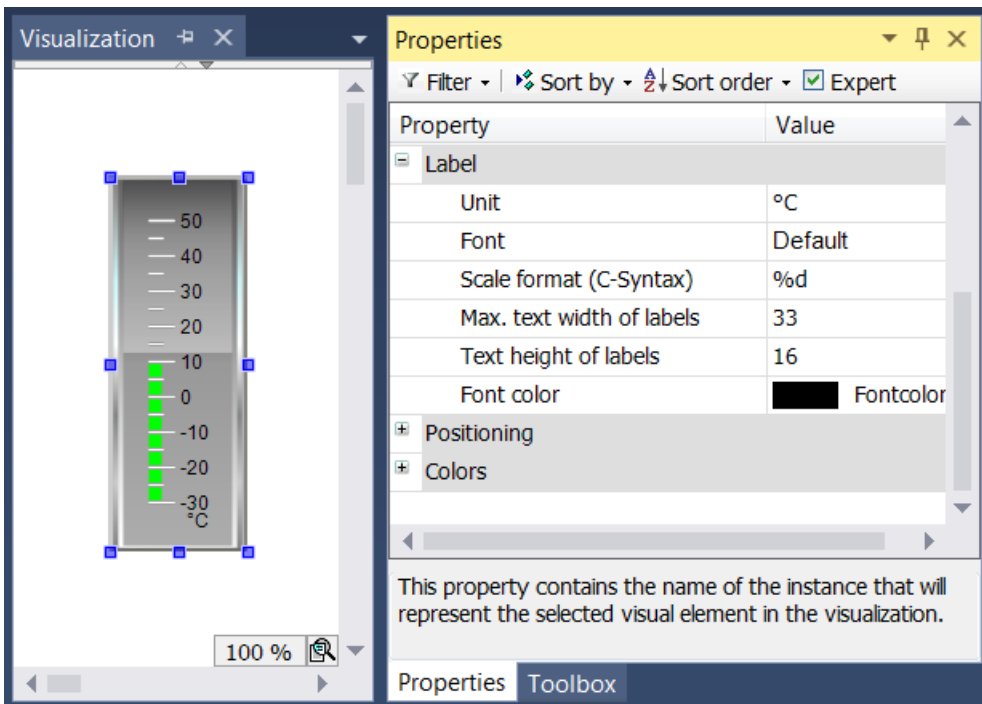 Visualization
50
40
30
20
10
0
-10
-20
-30
°C
100 %
Properties
Filter Sort by Sort order Expert
Property Value
Label
Unit °C
Font Default
Scale format (C-Syntax) %d
Max. text width of labels 33
Text height of labels 16
Font color Fontcolor
Positioning
Colors
This property contains the name of the instance that will
represent the selected visual element in the visualization.
Properties Toolbox